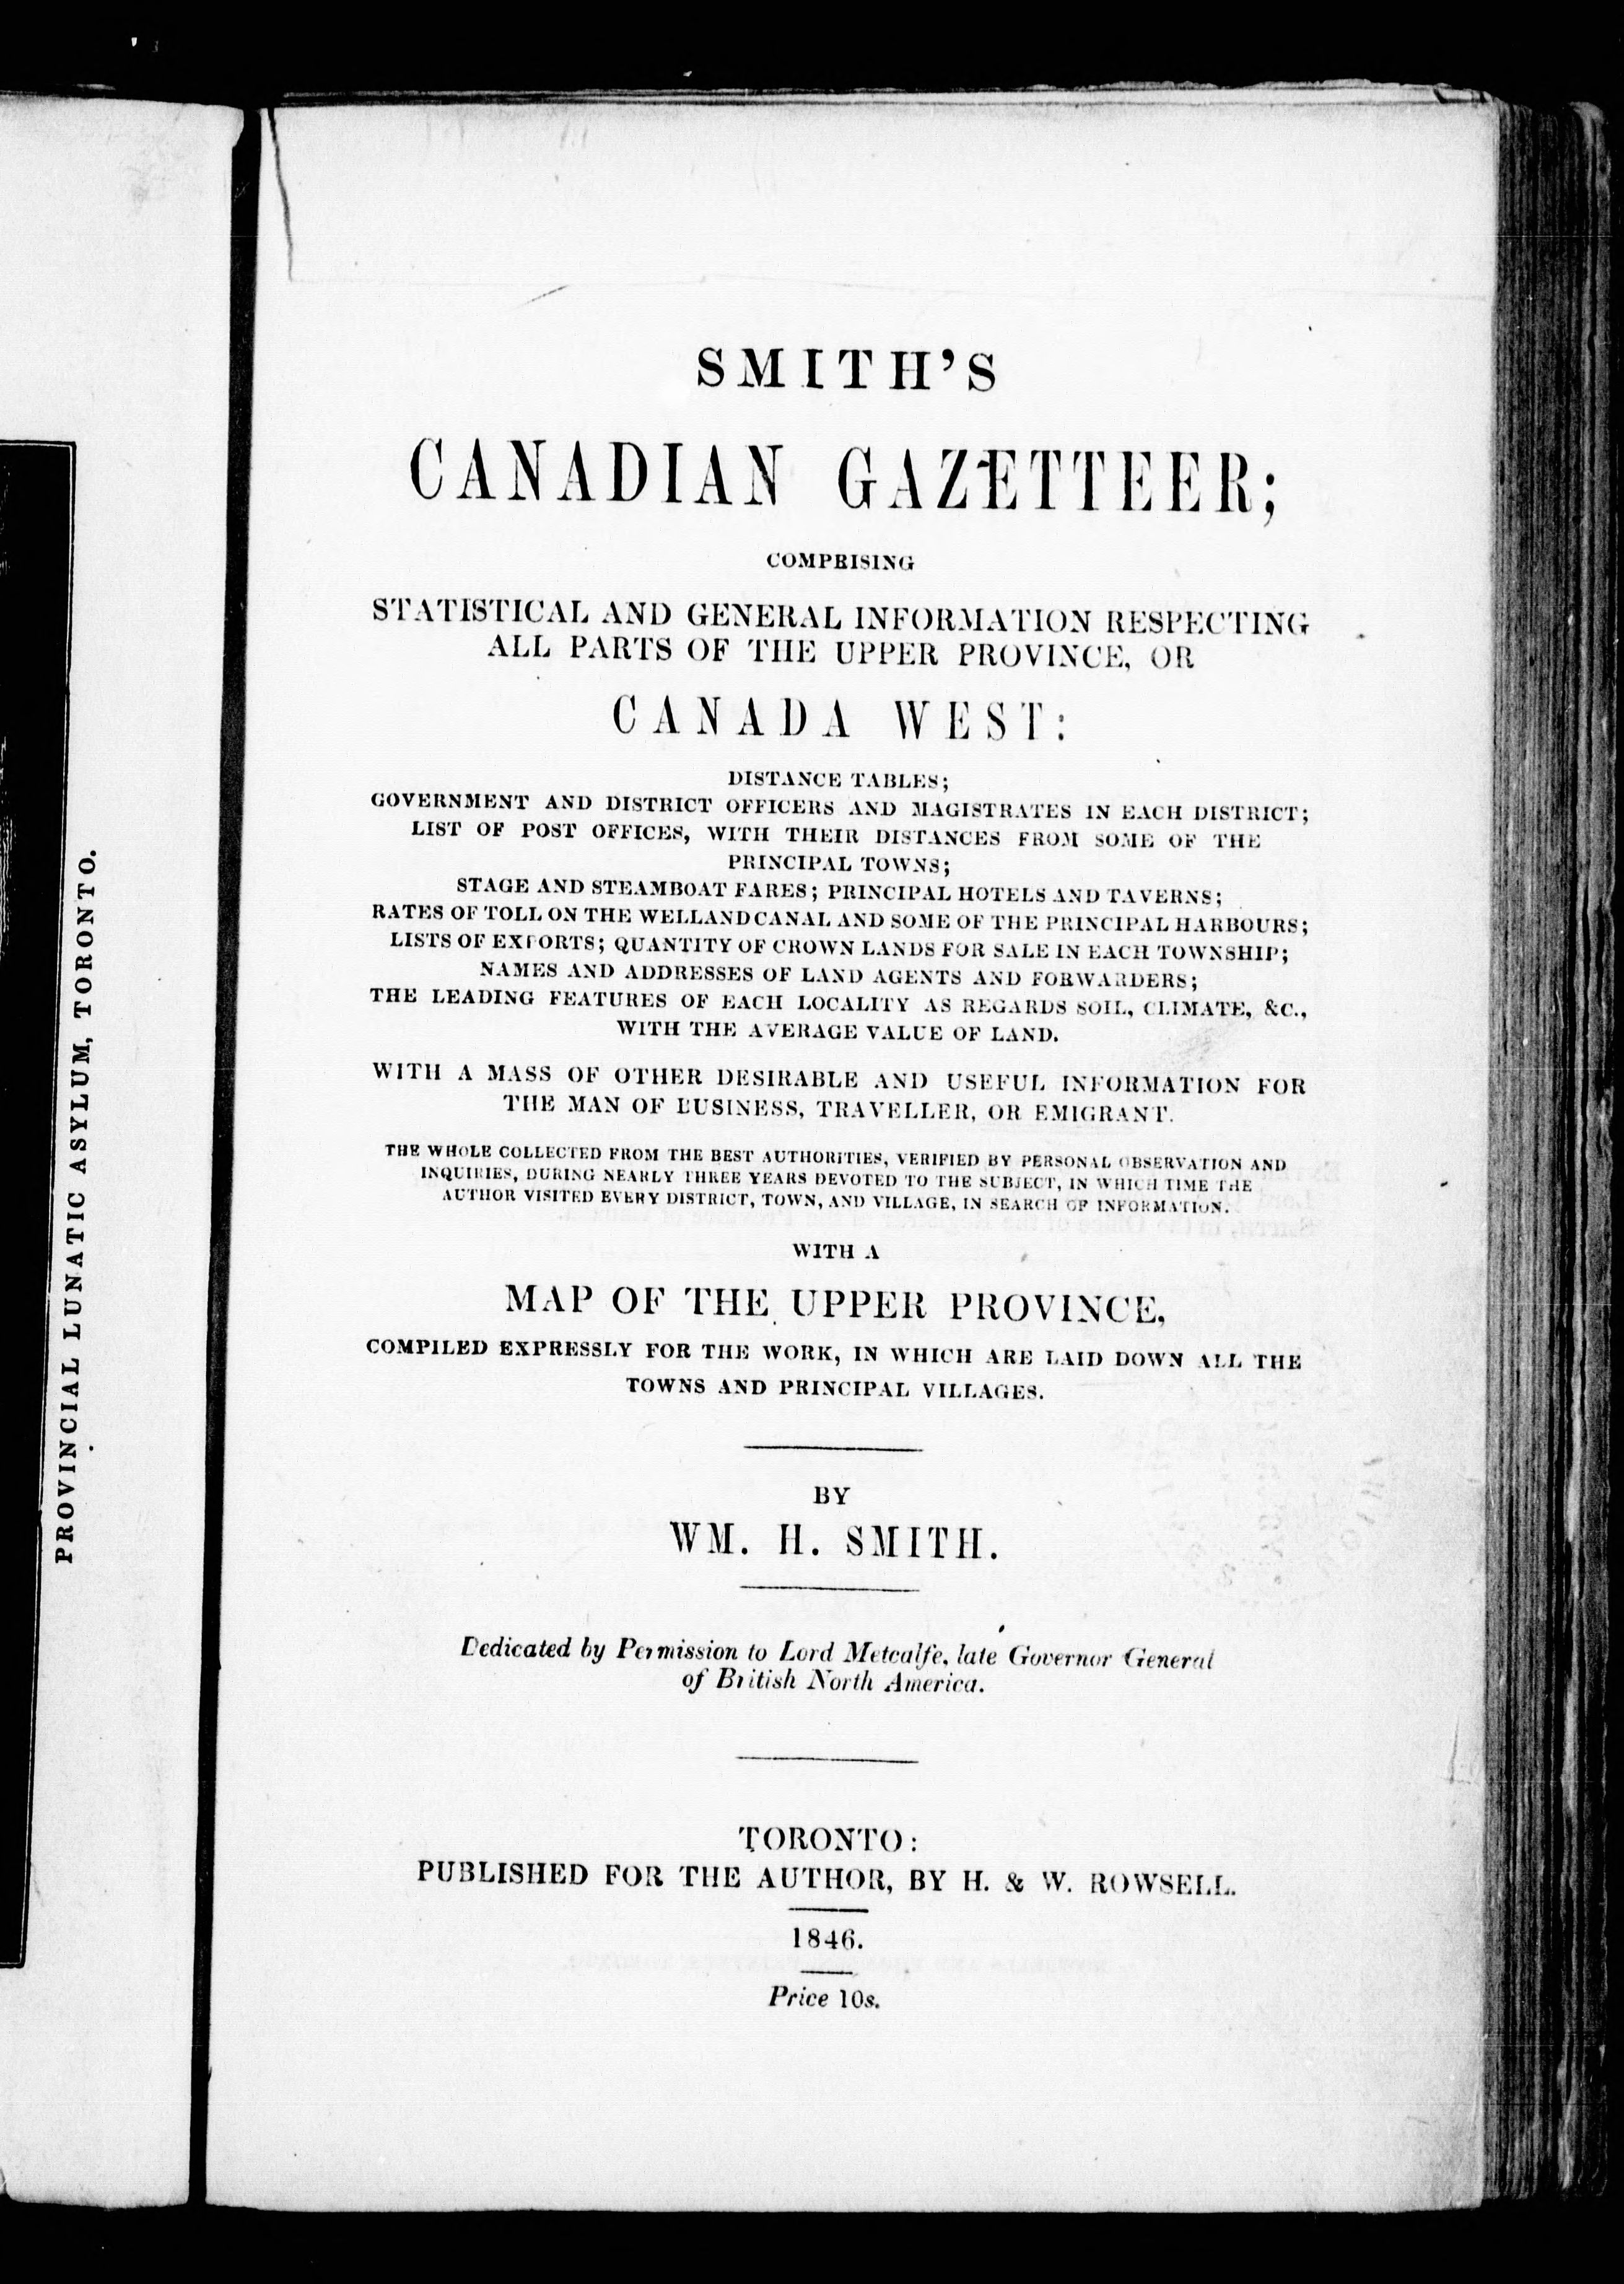 PROVINCIAL LUNATIC ASYLUM, TORONTO.
SMITH'S
CANADIAN GAZETTEER;
COMPRISING
STATISTICAL AND GENERAL INFORMATION RESPECTING
ALL PARTS OF THE UPPER PROVINCE, OR
CANADA WEST:
DISTANCE TABLES;
GOVERNMENT AND DISTRICT OFFICERS AND MAGISTRATES IN EACH DISTRICT;
LIST OF POST OFFICES, WITH THEIR DISTANCES FROM SOME OF THE
PRINCIPAL TOWNS;
STAGE AND STEAMBOAT FARES; PRINCIPAL HOTELS AND TAVERNS;
RATES OF TOLL ON THE WELLAND CANAL AND SOME OF THE PRINCIPAL HARBOURS;
LISTS OF EXPORTS; QUANTITY OF CROWN LANDS FOR SALE IN EACH TOWNSHIP;
NAMES AND ADDRESSES OF LAND AGENTS AND FORWARDERS;
THE LEADING FEATURES OF EACH LOCALITY AS REGARDS SOIL, CLIMATE, &C.,
WITH THE AVERAGE VALUE OF LAND.
WITH A MASS OF OTHER DESIRABLE AND USEFUL INFORMATION FOR
THE MAN OF BUSINESS, TRAVELLER, OR EMIGRANT.
THE WHOLE COLLECTED FROM THE BEST AUTHORITIES, VERIFIED BY PERSONAL OBSERVATION AND
INQUIRIES, DURING NEARLY THREE YEARS DEVOTED TO THE SUBJECT, IN WHICH TIME THE
AUTHOR VISITED EVERY DISTRICT, TOWN, AND VILLAGE, IN SEARCH OF INFORMATION.
WITH A
MAP OF THE UPPER PROVINCE,
COMPILED EXPRESSLY FOR THE WORK, IN WHICH ARE LAID DOWN ALL THE
TOWNS AND PRINCIPAL VILLAGES.
BY
WM. H. SMITH.
Dedicated by Permission to Lord Metcalfe, late Governor General
of British North America.
TORONTO:
PUBLISHED FOR THE AUTHOR, BY H. & W. ROWSELL.
1846.
Price 10s.